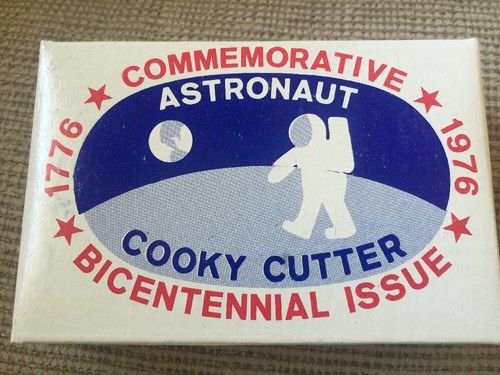 COMMEMORATIVE
ASTRONAUT
1776
1976
COOKY CUTTER
BICENTENNIAL ISSUE